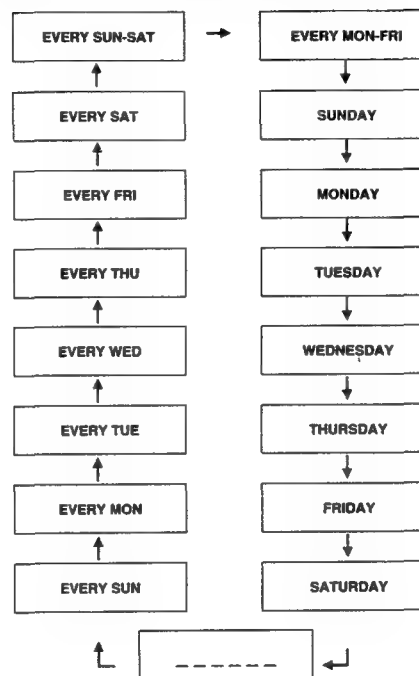 EVERY SUN-SAT
EVERY MON-FRI
EVERY SAT
SUNDAY
EVERY FRI
MONDAY
EVERY THU
TUESDAY
EVERY WED
WEDNESDAY
EVERY TUE
THURSDAY
EVERY MON
FRIDAY
EVERY SUN
SATURDAY
_ _ _ _ _ _